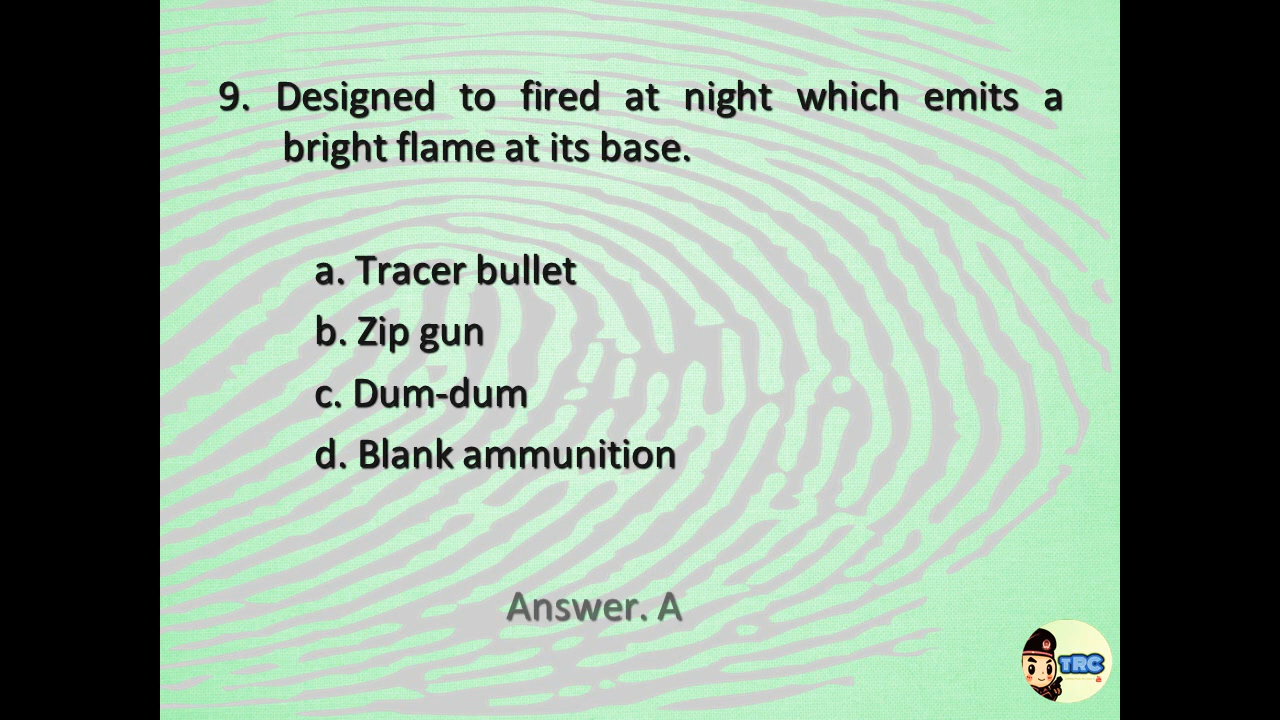 9. Designed to fired at night which emits a
bright flame at its base.
a. Tracer bullet
b. Zip gun
c. Dum-dum
d. Blank ammunition
Answer. A
TRC